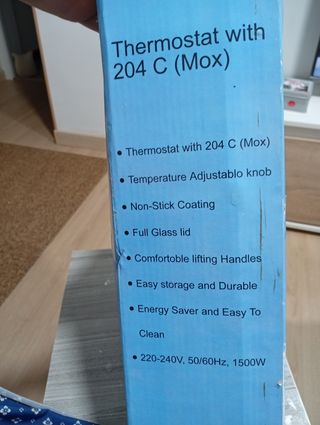 Thermostat with
204 C (Mox)
• Thermostat with 204 C (Mox)
• Temperature Adjustablo knob
• Non-Stick Coating
• Full Glass lid
• Comfortoble lifting Handles
• Easy storage and Durable
• Energy Saver and Easy To
Clean
• 220-240V, 50/60Hz, 1500W